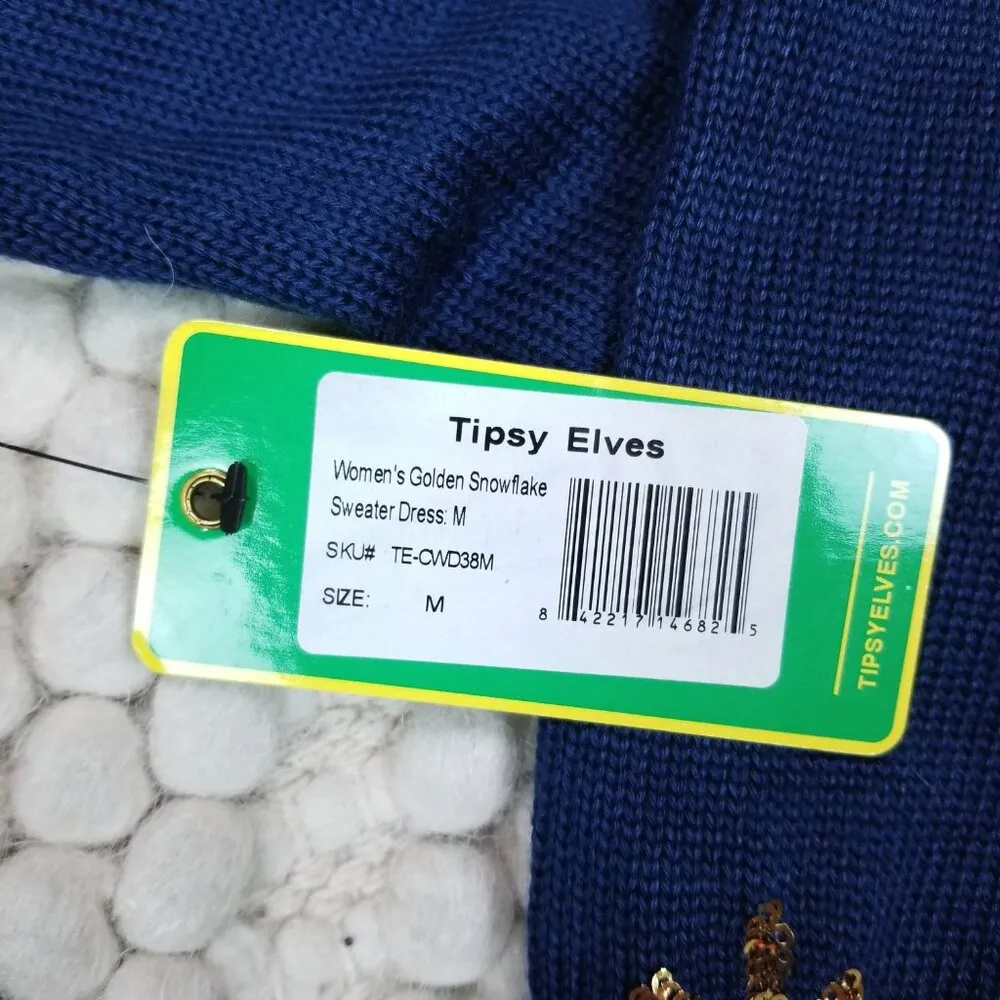 Tipsy Elves
Women's Golden Snowflake
Sweater Dress: M
SKU# TE-CWD38M
SIZE: M
8 42217 14682 5
TIPSYELVES.COM